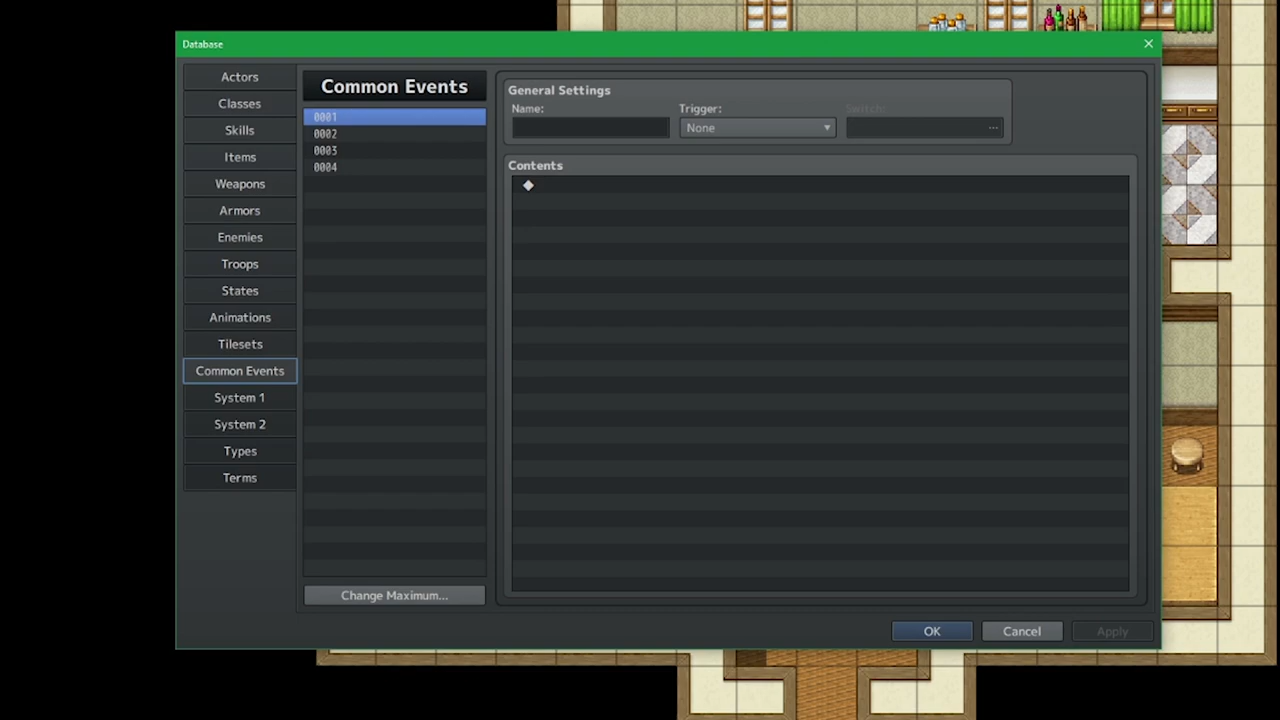 Database
Actors
Classes
Skills
Items
Weapons
Armors
Enemies
Troops
States
Animations
Tilesets
Common Events
System 1
System 2
Types
Terms
Common Events
0001
0002
0003
0004
Change Maximum...
General Settings
Name:
Trigger:
Switch:
None
...
Contents
OK
Cancel
Apply